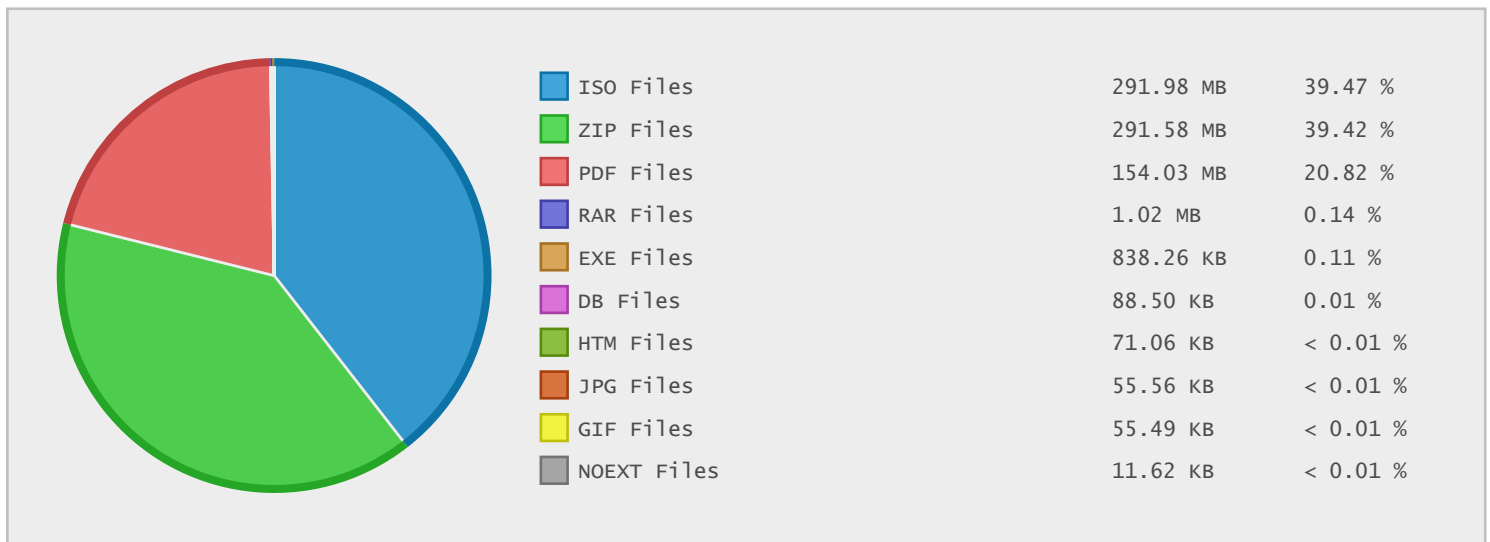 ISO Files 291.98 MB 39.47 %
ZIP Files 291.58 MB 39.42 %
PDF Files 154.03 MB 20.82 %
RAR Files 1.02 MB 0.14 %
EXE Files 838.26 KB 0.11 %
DB Files 88.50 KB 0.01 %
HTM Files 71.06 KB < 0.01 %
JPG Files 55.56 KB < 0.01 %
GIF Files 55.49 KB < 0.01 %
NOEXT Files 11.62 KB < 0.01 %